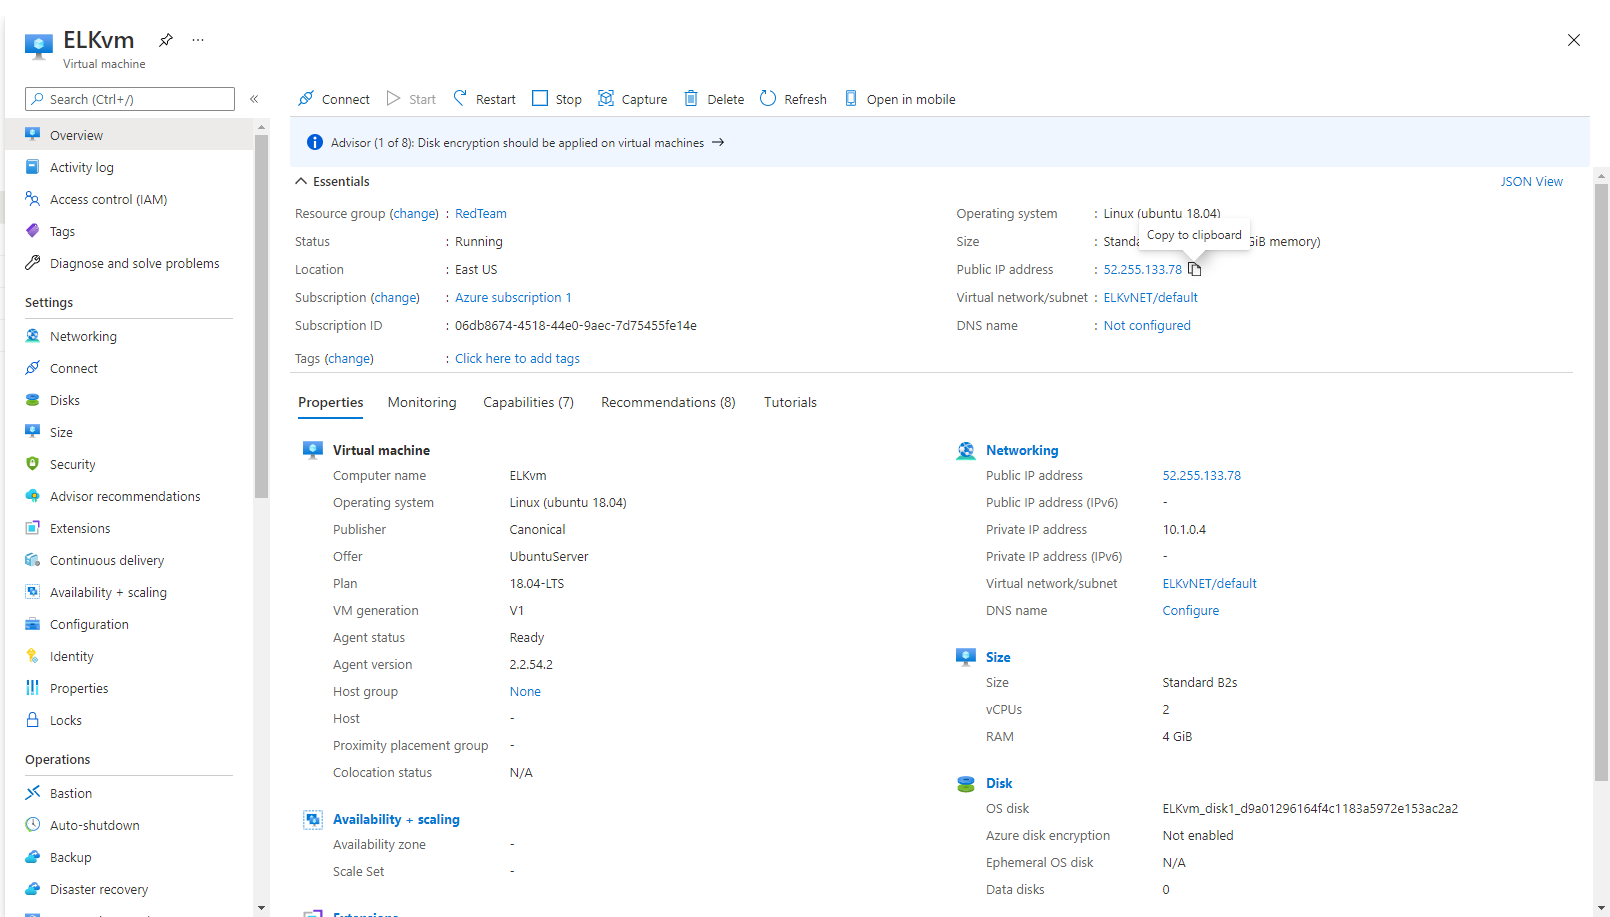 ELKvm
Virtual machine
Search (Ctrl+/)
«
Overview
Activity log
Access control (IAM)
Tags
Diagnose and solve problems
Settings
Networking
Connect
Disks
Size
Security
Advisor recommendations
Extensions
Continuous delivery
Availability + scaling
Configuration
Identity
Properties
Locks
Operations
Bastion
Auto-shutdown
Backup
Disaster recovery
Connect Start Restart Stop Capture Delete Refresh Open in mobile
Advisor (1 of 8): Disk encryption should be applied on virtual machines →
Essentials
JSON View
Resource group (change) : RedTeam
Status : Running
Location : East US
Subscription (change) : Azure subscription 1
Subscription ID : 06db8674-4518-44e0-9aec-7d75455fe14e
Tags (change) : Click here to add tags
Operating system : Linux (ubuntu 18.04)
Copy to clipboard
Size : Standa GiB memory)
Public IP address : 52.255.133.78
Virtual network/subnet : ELKvNET/default
DNS name : Not configured
Properties Monitoring Capabilities (7) Recommendations (8) Tutorials
Virtual machine
Computer name ELKvm
Operating system Linux (ubuntu 18.04)
Publisher Canonical
Offer UbuntuServer
Plan 18.04-LTS
VM generation V1
Agent status Ready
Agent version 2.2.54.2
Host group None
Host -
Proximity placement group -
Colocation status N/A
Availability + scaling
Availability zone -
Scale Set -
Networking
Public IP address 52.255.133.78
Public IP address (IPv6) -
Private IP address 10.1.0.4
Private IP address (IPv6) -
Virtual network/subnet ELKvNET/default
DNS name Configure
Size
Size Standard B2s
vCPUs 2
RAM 4 GiB
Disk
OS disk ELKvm_disk1_d9a01296164f4c1183a5972e153ac2a2
Azure disk encryption Not enabled
Ephemeral OS disk N/A
Data disks 0